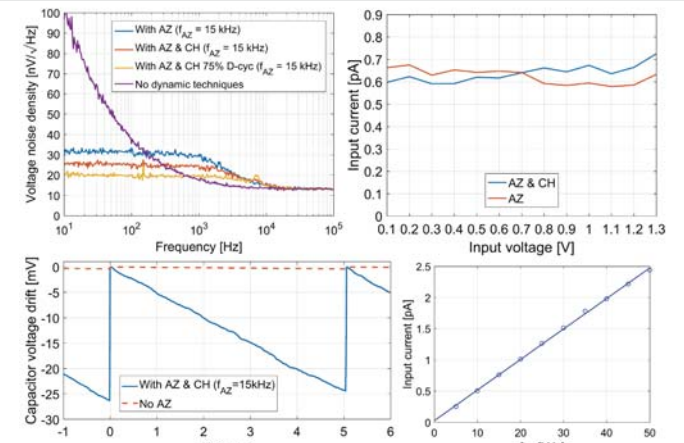 100
90
80
70
60
50
40
30
20
10
0
Voltage noise density [nV/√Hz]
With AZ (f_AZ = 15 kHz)
With AZ & CH (f_AZ = 15 kHz)
With AZ & CH 75% D-cyc (f_AZ = 15 kHz)
No dynamic techniques
10^1 10^2 10^3 10^4 10^5
Frequency [Hz]
0.9
0.8
0.7
0.6
0.5
0.4
0.3
0.2
0.1
0
Input current [pA]
AZ & CH
AZ
0.1 0.2 0.3 0.4 0.5 0.6 0.7 0.8 0.9 1 1.1 1.2 1.3
Input voltage [V]
0
-5
-10
-15
-20
-25
-30
Capacitor voltage drift [mV]
With AZ & CH (f_AZ=15kHz)
No AZ
-1 0 1 2 3 4 5 6
2.5
2
1.5
1
0.5
0
Input current [pA]
0 10 20 30 40 50